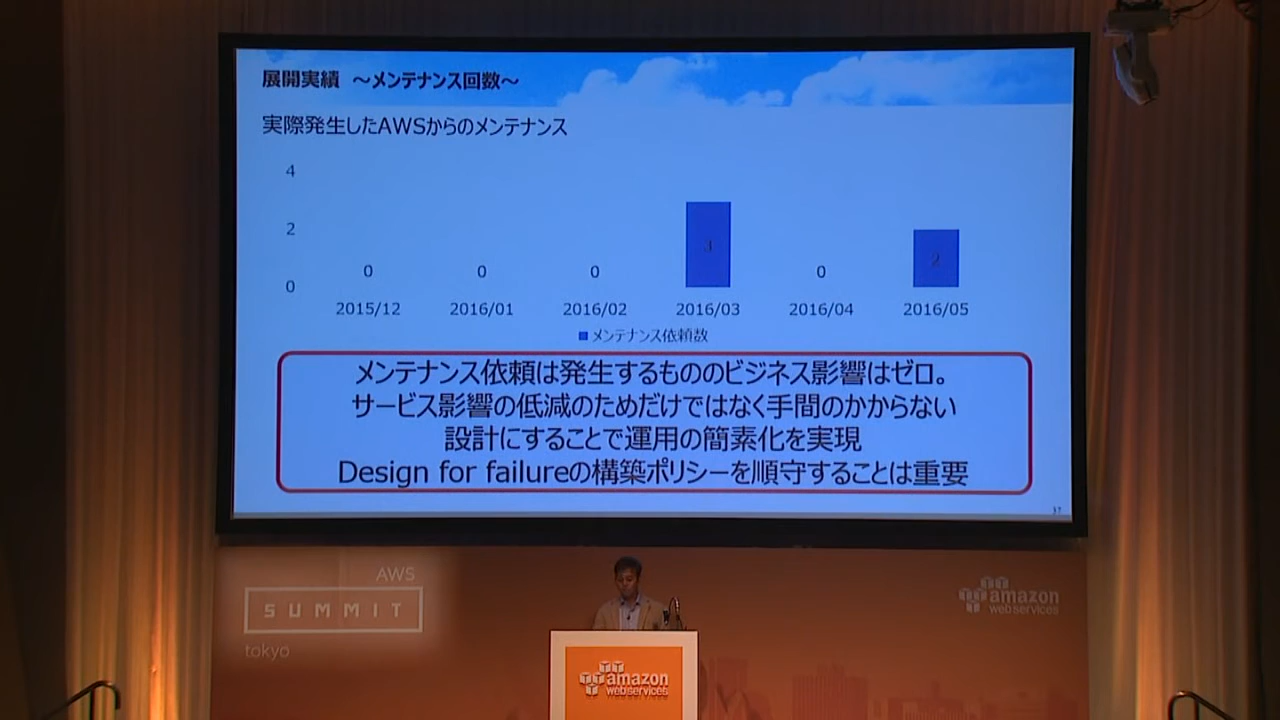 展開実績 ～メンテナンス回数～
実際発生したAWSからのメンテナンス
4
2
0
0
0
0
3
0
2
2015/12
2016/01
2016/02
2016/03
2016/04
2016/05
メンテナンス依頼数
メンテナンス依頼は発生するもののビジネス影響はゼロ。
サービス影響の低減のためだけではなく手間のかからない
設計にすることで運用の簡素化を実現
Design for failureの構築ポリシーを順守することは重要
37
AWS
SUMMIT
tokyo
amazon
webservices
amazon
webservices